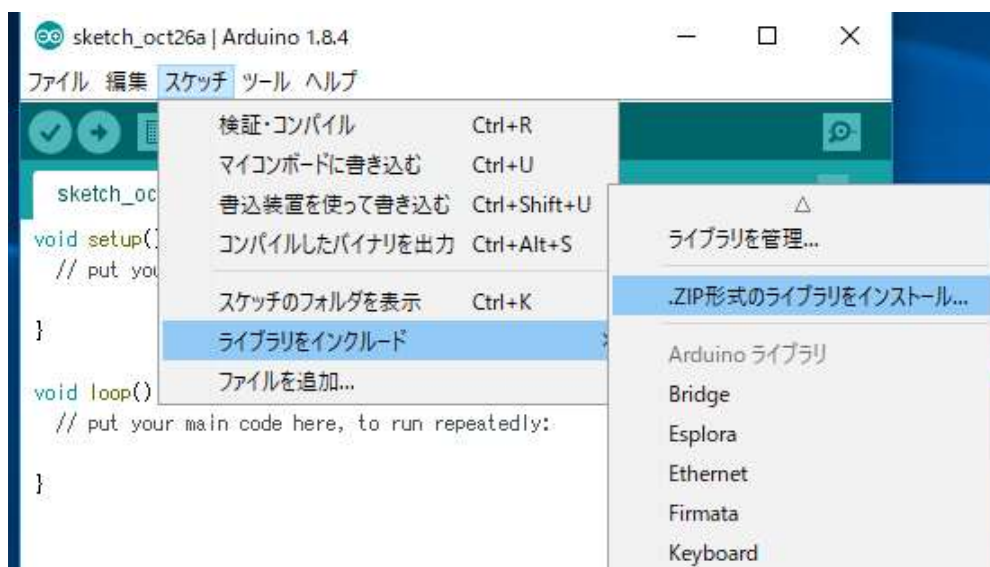 sketch_oct26a | Arduino 1.8.4
ファイル 編集 スケッチ ツール ヘルプ
検証・コンパイル Ctrl+R
マイコンボードに書き込む Ctrl+U
書込装置を使って書き込む Ctrl+Shift+U
コンパイルしたバイナリを出力 Ctrl+Alt+S
スケッチのフォルダを表示 Ctrl+K
ライブラリをインクルード
ファイルを追加...
ライブラリを管理...
.ZIP形式のライブラリをインストール...
Arduino ライブラリ
Bridge
Esplora
Ethernet
Firmata
Keyboard
sketch_oc
void setup()
// put you
}
void loop()
// put your main code here, to run repeatedly:
}